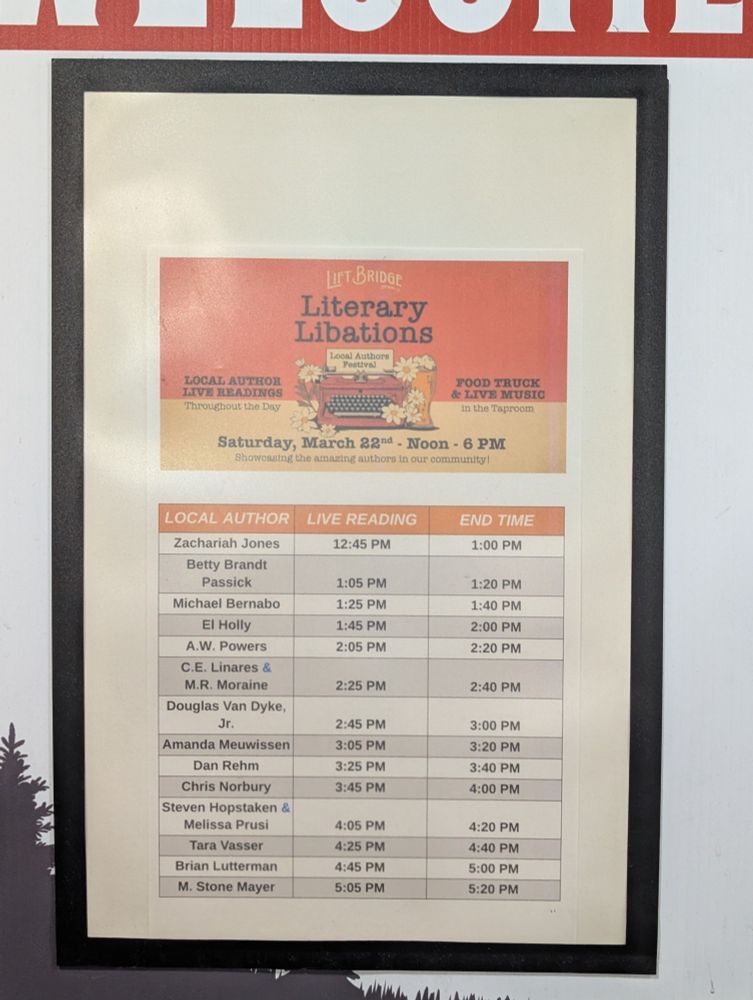 WELCOME
LIFT BRIDGE
Literary
Libations
Local Authors
Festival
LOCAL AUTHOR
LIVE READINGS
Throughout the Day
FOOD TRUCK
& LIVE MUSIC
in the Taproom
Saturday, March 22nd - Noon - 6 PM
Showcasing the amazing authors in our community!
LOCAL AUTHOR LIVE READING END TIME
Zachariah Jones 12:45 PM 1:00 PM
Betty Brandt
Passick 1:05 PM 1:20 PM
Michael Bernabo 1:25 PM 1:40 PM
El Holly 1:45 PM 2:00 PM
A.W. Powers 2:05 PM 2:20 PM
C.E. Linares &
M.R. Moraine 2:25 PM 2:40 PM
Douglas Van Dyke,
Jr. 2:45 PM 3:00 PM
Amanda Meuwissen 3:05 PM 3:20 PM
Dan Rehm 3:25 PM 3:40 PM
Chris Norbury 3:45 PM 4:00 PM
Steven Hopstaken &
Melissa Prusi 4:05 PM 4:20 PM
Tara Vasser 4:25 PM 4:40 PM
Brian Lutterman 4:45 PM 5:00 PM
M. Stone Mayer 5:05 PM 5:20 PM